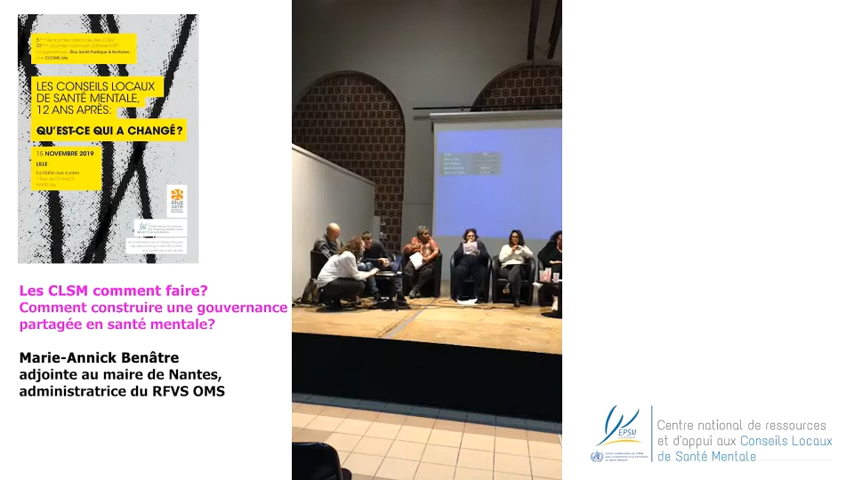 LES CONSEILS LOCAUX
DE SANTÉ MENTALE,
12 ANS APRÈS:
QU'EST-CE QUI A CHANGÉ?
15 NOVEMBRE 2019
LILLE
Les CLSM comment faire?
Comment construire une gouvernance
partagée en santé mentale?
Marie-Annick Benâtre
adjointe au maire de Nantes,
administratrice du RFVS OMS
EPSM
Centre national de ressources
et d'appui aux Conseils Locaux
de Santé Mentale